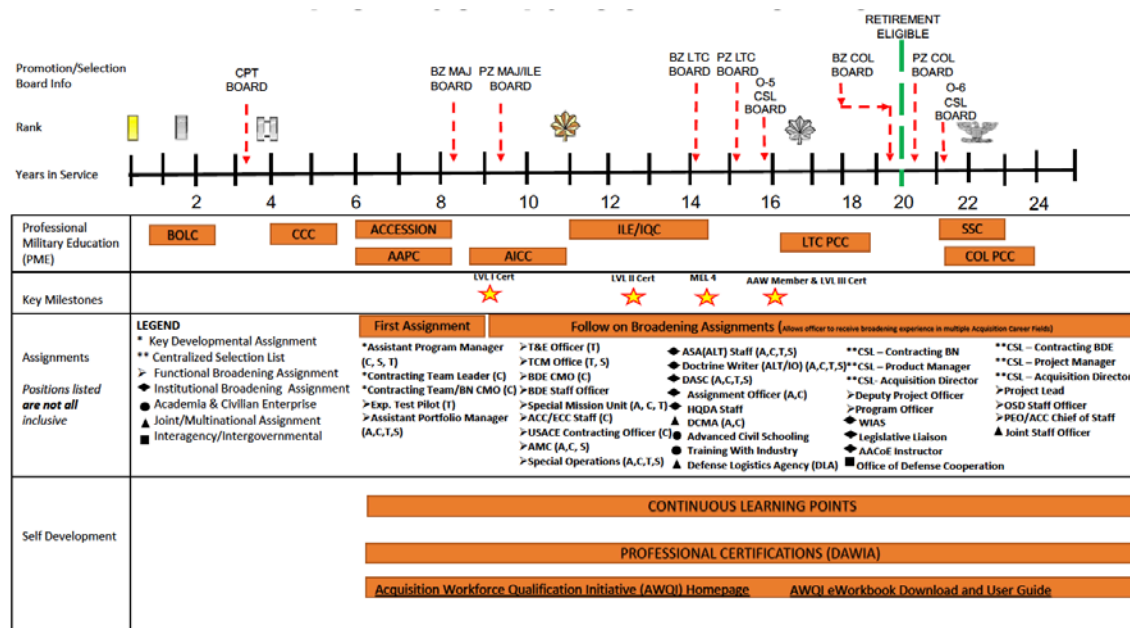 RETIREMENT
ELIGIBLE
Promotion/Selection
Board Info
CPT
BOARD
BZ MAJ
BOARD
PZ MAJ/ILE
BOARD
BZ LTC
BOARD
PZ LTC
BOARD
O-5
CSL
BOARD
BZ COL
BOARD
PZ COL
BOARD
O-6
CSL
BOARD
Rank
Years in Service
2 4 6 8 10 12 14 16 18 20 22 24
Professional
Military Education
(PME)
BOLC
CCC
ACCESSION
AAPC
AICC
ILE/IQC
LTC PCC
SSC
COL PCC
Key Milestones
LVL I Cert
LVL II Cert
MEL 4
AAW Member & LVL III Cert
Assignments
Positions listed
are not all
inclusive
LEGEND
* Key Developmental Assignment
** Centralized Selection List
➢ Functional Broadening Assignment
◆ Institutional Broadening Assignment
● Academia & Civilian Enterprise
▲ Joint/Multinational Assignment
■ Interagency/Intergovernmental
First Assignment
*Assistant Program Manager
(C, S, T)
*Contracting Team Leader (C)
*Contracting Team/BN CMO (C)
➢Exp. Test Pilot (T)
➢Assistant Portfolio Manager
(A,C,T,S)
Follow on Broadening Assignments (Allows officer to receive broadening experience in multiple Acquisition Career Fields)
➢T&E Officer (T)
➢TCM Office (T, S)
➢BDE CMO (C)
➢BDE Staff Officer
➢Special Mission Unit (A, C, T)
➢ACC/ECC Staff (C)
➢USACE Contracting Officer (C)
➢AMC (A,C, S)
➢Special Operations (A,C,T,S)
◆ ASA(ALT) Staff (A,C,T,S)
◆ Doctrine Writer (ALT/IO) (A,C,T,S)
◆ DASC (A,C,T,S)
◆ Assignment Officer (A,C)
◆ HQDA Staff
▲ DCMA (A,C)
● Advanced Civil Schooling
● Training With Industry
▲ Defense Logistics Agency (DLA)
**CSL – Contracting BN
**CSL – Product Manager
**CSL- Acquisition Director
➢Deputy Project Officer
➢Program Officer
◆ WIAS
◆ Legislative Liaison
◆ AACoE Instructor
■ Office of Defense Cooperation
**CSL – Contracting BDE
**CSL – Project Manager
**CSL – Acquisition Director
➢Project Lead
➢OSD Staff Officer
➢PEO/ACC Chief of Staff
▲ Joint Staff Officer
Self Development
CONTINUOUS LEARNING POINTS
PROFESSIONAL CERTIFICATIONS (DAWIA)
Acquisition Workforce Qualification Initiative (AWQI) Homepage AWQI eWorkbook Download and User Guide